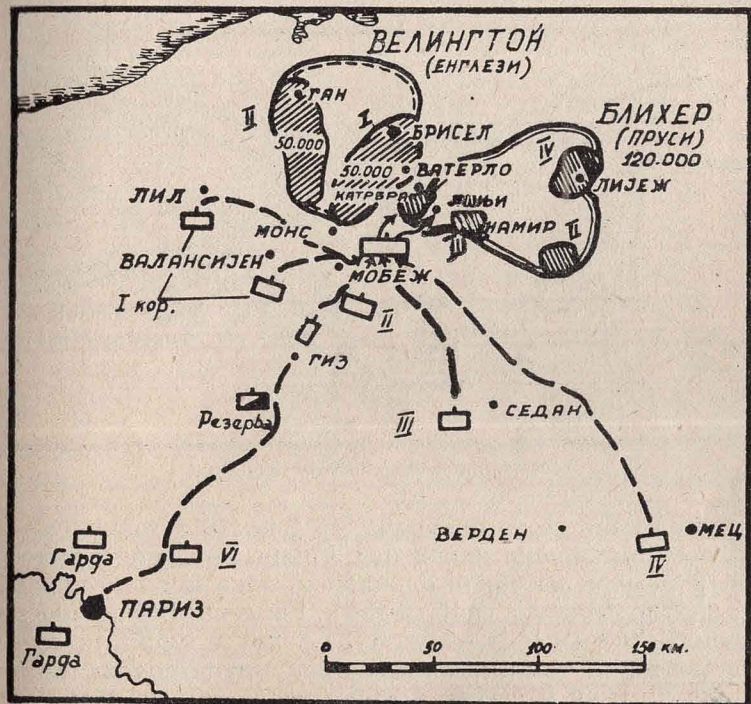 ВЕЛИНГТОН
(ЕНГЛЕЗИ)
II
ГАН
I
БРИСЕЛ
50.000
50.000
ВАТЕРЛО
КАТРБРА
БЛИХЕР
(ПРУСИ)
120.000
IV
ЛИЈЕЖ
ЛИЊИ
НАМИР
II
III
ЛИЛ
МОНС
ВАЛАНСИЈЕН
МОБЕЖ
I кор.
II
ГИЗ
Резерва
III
СЕДАН
ВЕРДЕН
МЕЦ
IV
Гарда
VI
ПАРИЗ
Гарда
0 50 100 150 км.